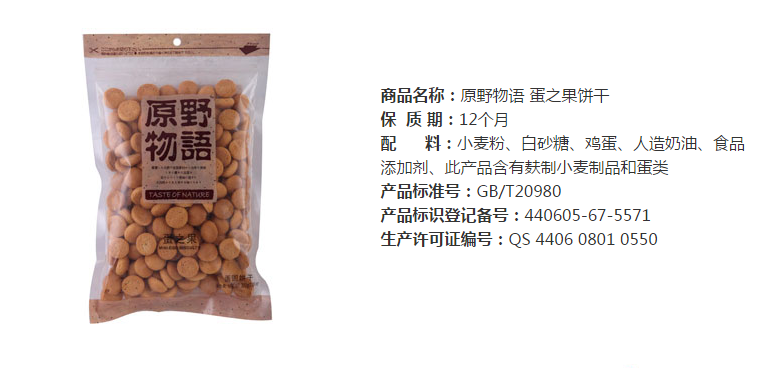 原野
物語
TASTE OF NATURE
蛋之果
商品名称：原野物语 蛋之果饼干
保 质 期：12个月
配 料：小麦粉、白砂糖、鸡蛋、人造奶油、食品
添加剂、此产品含有麸制小麦制品和蛋类
产品标准号：GB/T20980
产品标识登记备号：440605-67-5571
生产许可证编号：QS 4406 0801 0550